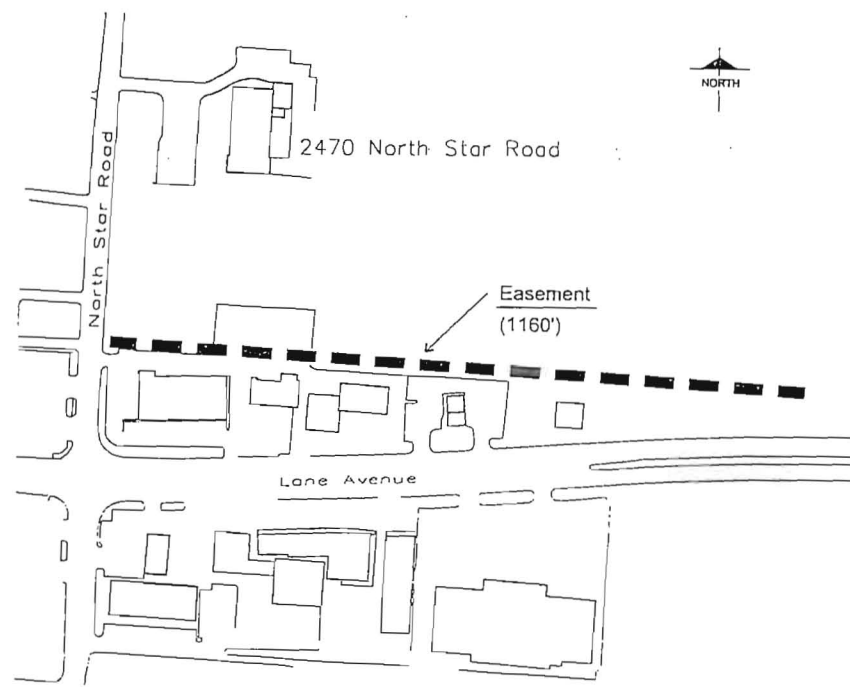 NORTH
2470 North Star Road
North Star Road
Easement
(1160')
Lane Avenue